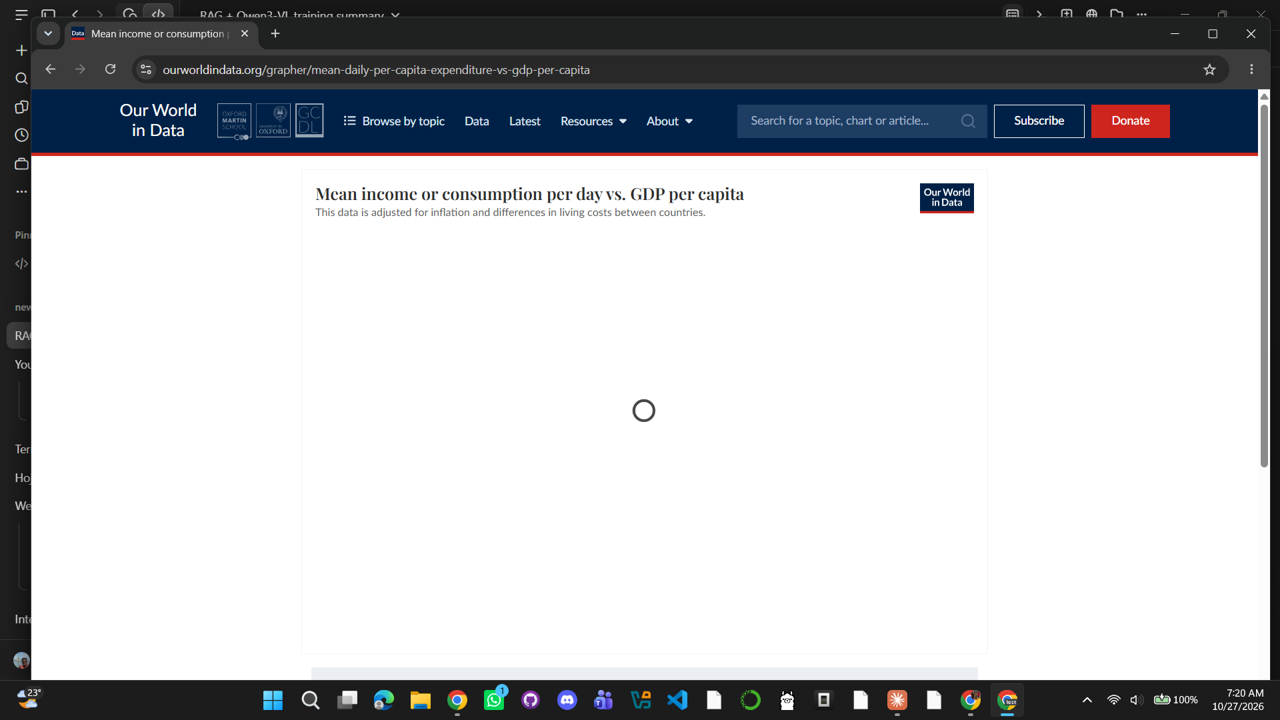 RAG + Qwen3-VL training summary
Mean income or consumption p
ourworldindata.org/grapher/mean-daily-per-capita-expenditure-vs-gdp-per-capita
Our World
in Data
OXFORD
MARTIN
SCHOOL
OXFORD
GC
DL
Browse by topic
Data
Latest
Resources
About
Search for a topic, chart or article...
Subscribe
Donate
Mean income or consumption per day vs. GDP per capita
This data is adjusted for inflation and differences in living costs between countries.
Our World
in Data
Pin
new
RA
You
Ter
Ho
We
Inte
23°
1
100%
7:20 AM
10/27/2026